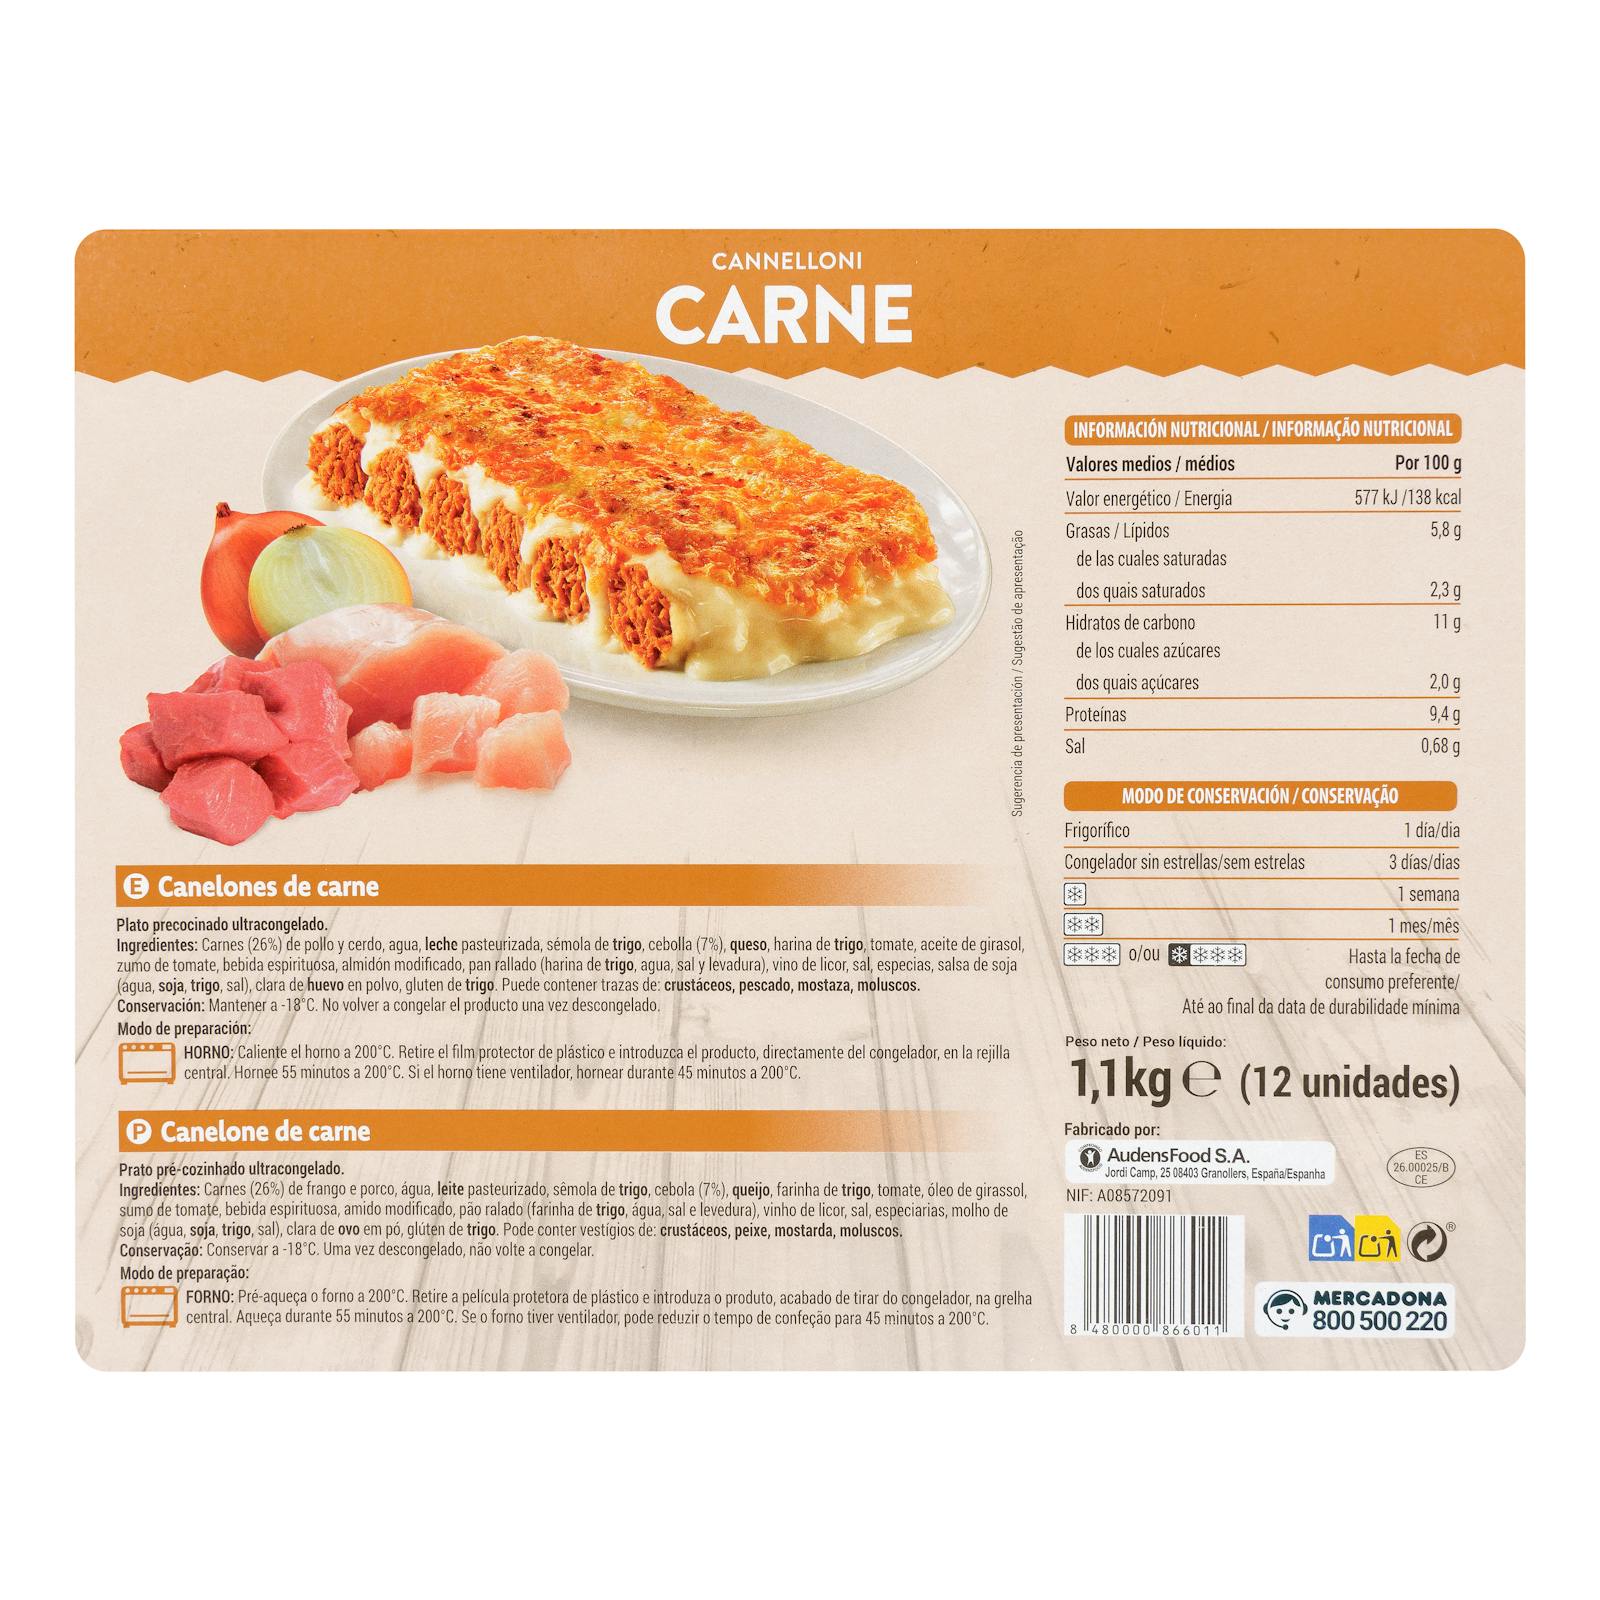 CANNELLONI
CARNE
Sugerencia de presentación / Sugestão de apresentação
E Canelones de carne
Plato precocinado ultracongelado.
Ingredientes: Carnes (26%) de pollo y cerdo, agua, leche pasteurizada, sémola de trigo, cebolla (7%), queso, harina de trigo, tomate, aceite de girasol,
zumo de tomate, bebida espirituosa, almidón modificado, pan rallado (harina de trigo, agua, sal y levadura), vino de licor, sal, especias, salsa de soja
(agua, soja, trigo, sal), clara de huevo en polvo, gluten de trigo. Puede contener trazas de: crustáceos, pescado, mostaza, moluscos.
Conservación: Mantener a -18°C. No volver a congelar el producto una vez descongelado.
Modo de preparación:
HORNO: Caliente el horno a 200°C. Retire el film protector de plástico e introduzca el producto, directamente del congelador, en la rejilla
central. Hornee 55 minutos a 200°C. Si el horno tiene ventilador, hornear durante 45 minutos a 200°C.
P Canelone de carne
Prato pré-cozinhado ultracongelado.
Ingredientes: Carnes (26%) de frango e porco, água, leite pasteurizado, sêmola de trigo, cebola (7%), queijo, farinha de trigo, tomate, óleo de girassol,
sumo de tomate, bebida espirituosa, amido modificado, pão ralado (farinha de trigo, água, sal e levedura), vinho de licor, sal, especiarias, molho de
soja (água, soja, trigo, sal), clara de ovo em pó, glúten de trigo. Pode conter vestígios de: crustáceos, peixe, mostarda, moluscos.
Conservação: Conservar a -18°C. Uma vez descongelado, não volte a congelar.
Modo de preparação:
FORNO: Pré-aqueça o forno a 200°C. Retire a película protetora de plástico e introduza o produto, acabado de tirar do congelador, na grelha
central. Aqueça durante 55 minutos a 200°C. Se o forno tiver ventilador, pode reduzir o tempo de confeção para 45 minutos a 200°C.
INFORMACIÓN NUTRICIONAL / INFORMAÇÃO NUTRICIONAL
Valores medios / médios Por 100 g
Valor energético / Energia 577 kJ /138 kcal
Grasas / Lípidos 5,8 g
de las cuales saturadas
dos quais saturados 2,3 g
Hidratos de carbono 11 g
de los cuales azúcares
dos quais açúcares 2,0 g
Proteínas 9,4 g
Sal 0,68 g
MODO DE CONSERVACIÓN / CONSERVAÇÃO
Frigorífico 1 día/dia
Congelador sin estrellas/sem estrelas 3 días/dias
1 semana
1 mes/mês
o/ou Hasta la fecha de
consumo preferente/
Até ao final da data de durabilidade mínima
Peso neto / Peso líquido:
1,1kg ℮ (12 unidades)
Fabricado por:
AudensFood S.A.
Jordi Camp, 25 08403 Granollers, España/Espanha
NIF: A08572091
ES
26.00025/B
CE
8 480000 866011
®
MERCADONA
800 500 220